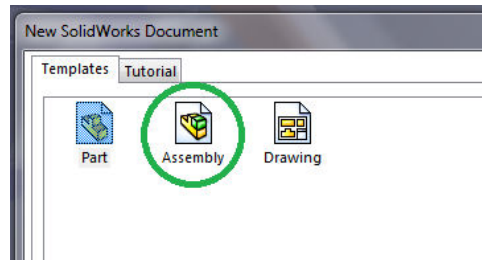 New SolidWorks Document
Templates Tutorial
Part Assembly Drawing